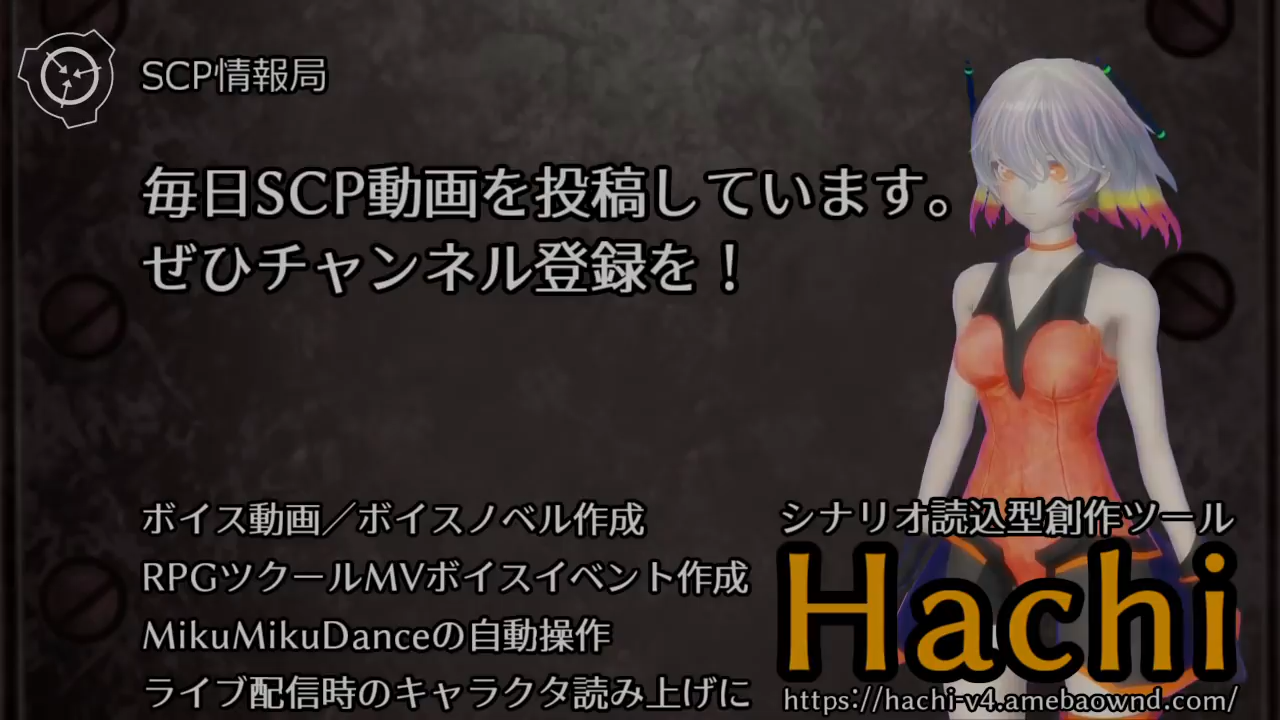 SCP情報局
毎日SCP動画を投稿しています。
ぜひチャンネル登録を！
ボイス動画／ボイスノベル作成
RPGツクールMVボイスイベント作成
MikuMikuDanceの自動操作
ライブ配信時のキャラクタ読み上げに
シナリオ読込型創作ツール
Hachi
https://hachi-v4.amebaownd.com/